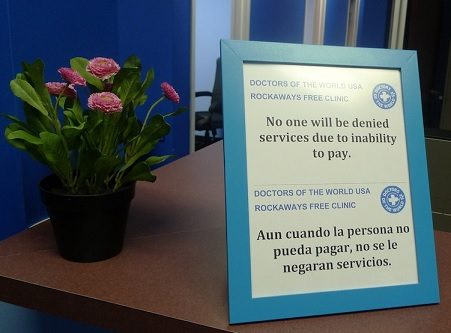 DOCTORS OF THE WORLD USA
ROCKAWAYS FREE CLINIC
No one will be denied
services due to inability
to pay.
DOCTORS OF THE WORLD USA
ROCKAWAYS FREE CLINIC
Aun cuando la persona no
pueda pagar, no se le
negaran servicios.